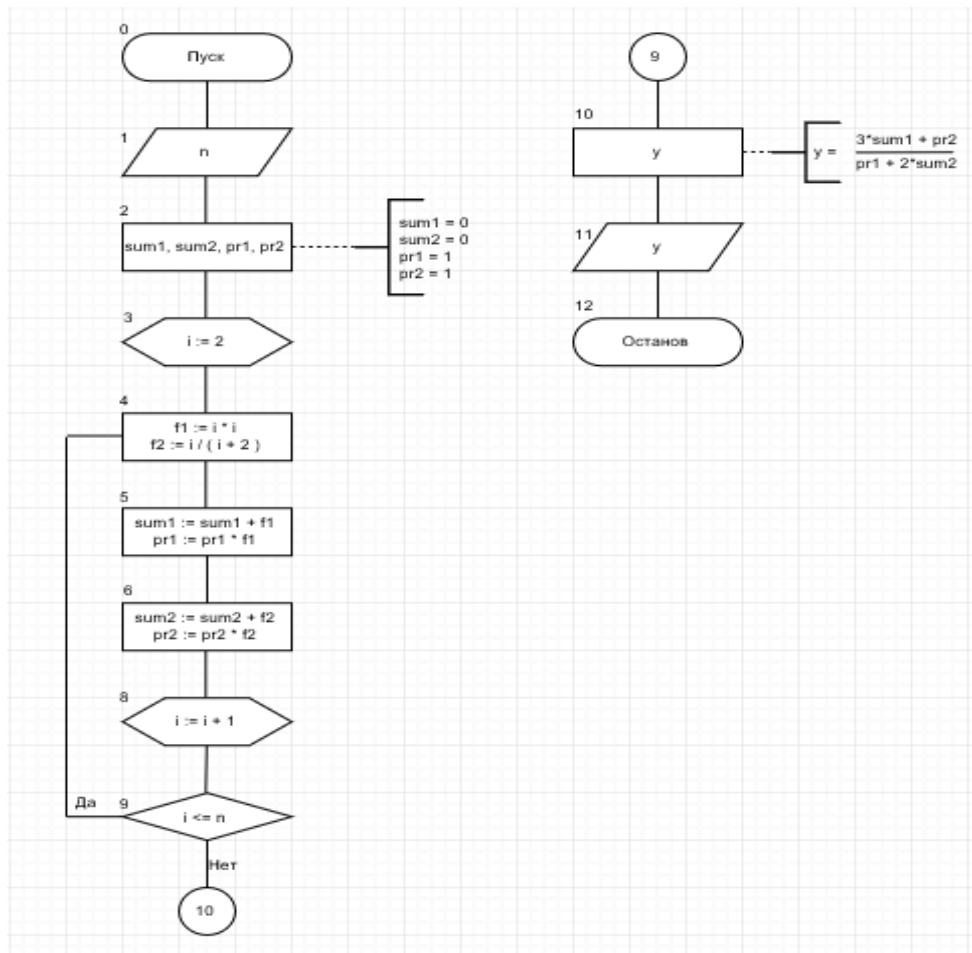 0
Пуск
1
n
2
sum1, sum2, pr1, pr2
sum1 = 0
sum2 = 0
pr1 = 1
pr2 = 1
3
i := 2
4
f1 := i * i
f2 := i / ( i + 2 )
5
sum1 := sum1 + f1
pr1 := pr1 * f1
6
sum2 := sum2 + f2
pr2 := pr2 * f2
8
i := i + 1
Да
9
i <= n
Нет
10
9
10
y
y =
3*sum1 + pr2
pr1 + 2*sum2
11
y
12
Останов